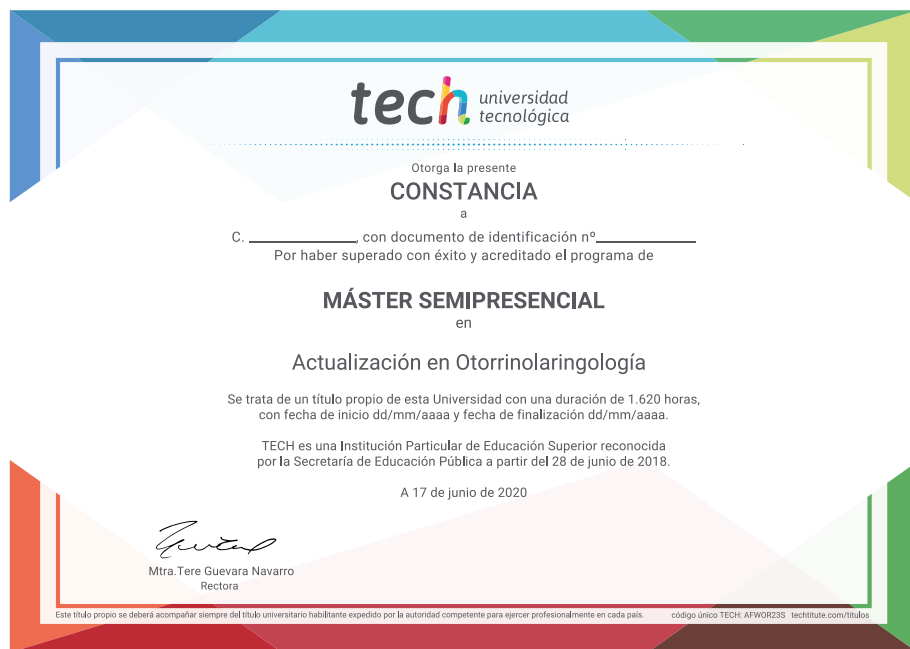 tech universidad
tecnológica
Otorga la presente
CONSTANCIA
a
C. ____________, con documento de identificación nº____________
Por haber superado con éxito y acreditado el programa de
MÁSTER SEMIPRESENCIAL
en
Actualización en Otorrinolaringología
Se trata de un título propio de esta Universidad con una duración de 1.620 horas,
con fecha de inicio dd/mm/aaaa y fecha de finalización dd/mm/aaaa.
TECH es una Institución Particular de Educación Superior reconocida
por la Secretaría de Educación Pública a partir del 28 de junio de 2018.
A 17 de junio de 2020
Mtra.Tere Guevara Navarro
Rectora
Este título propio se deberá acompañar siempre del título universitario habilitante expedido por la autoridad competente para ejercer profesionalmente en cada país. código único TECH: AFWOR23S techtitute.com/titulos